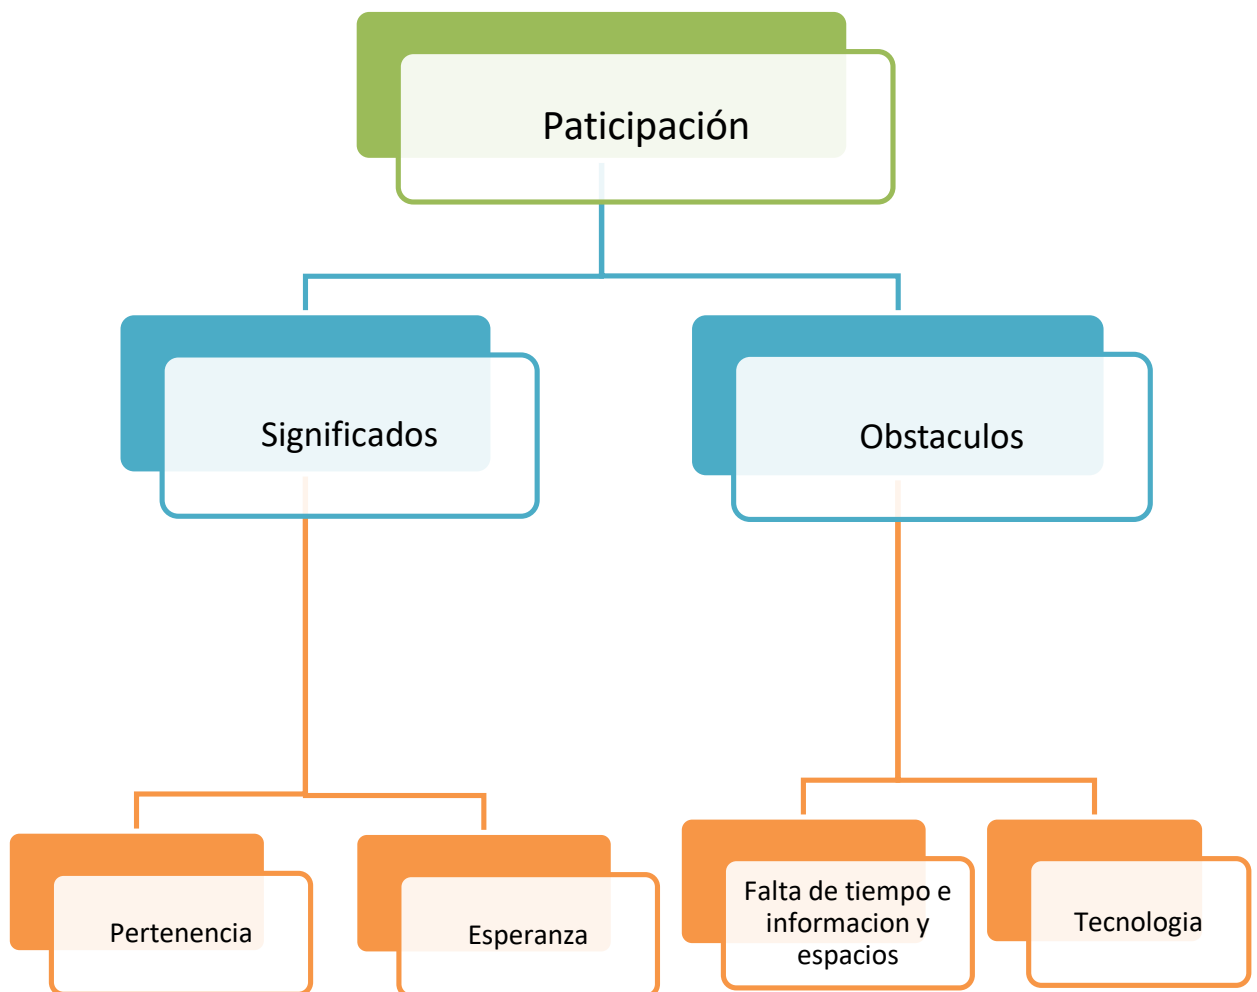 Paticipación
Significados
Obstaculos
Pertenencia
Esperanza
Falta de tiempo e
informacion y
espacios
Tecnologia